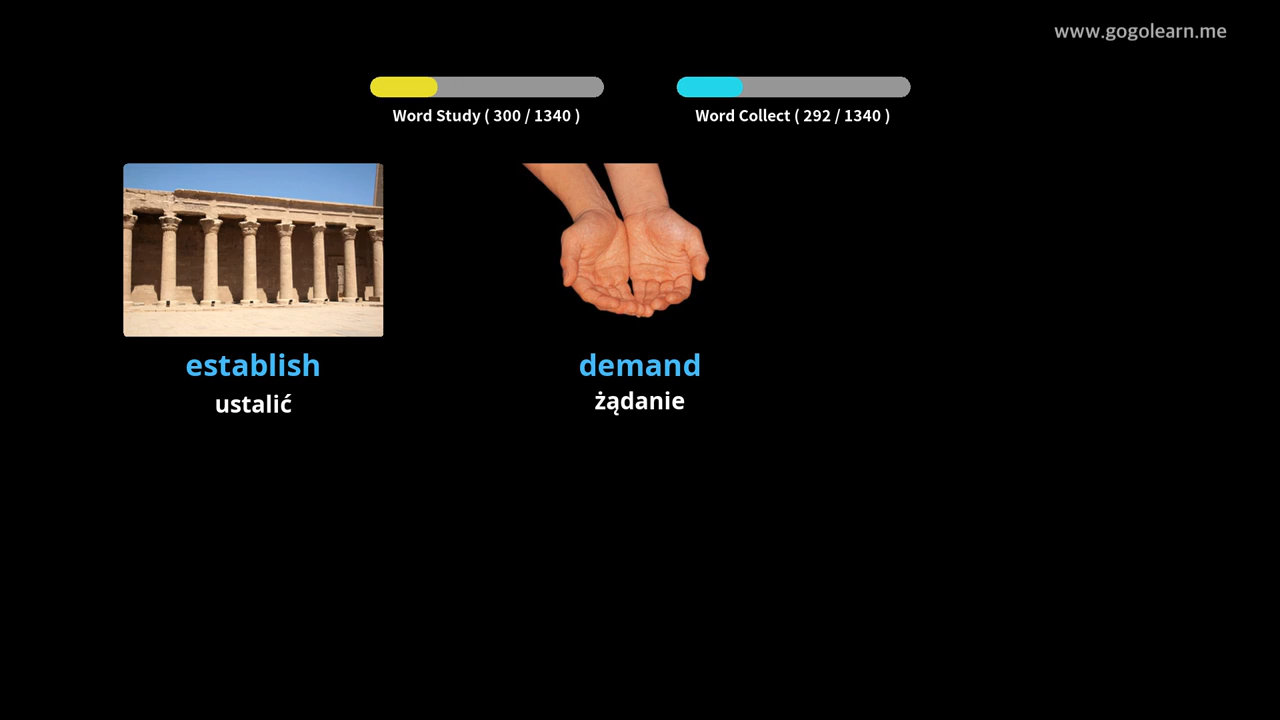 www.gogolearn.me
Word Study ( 300 / 1340 )
Word Collect ( 292 / 1340 )
establish
ustalić
demand
żądanie